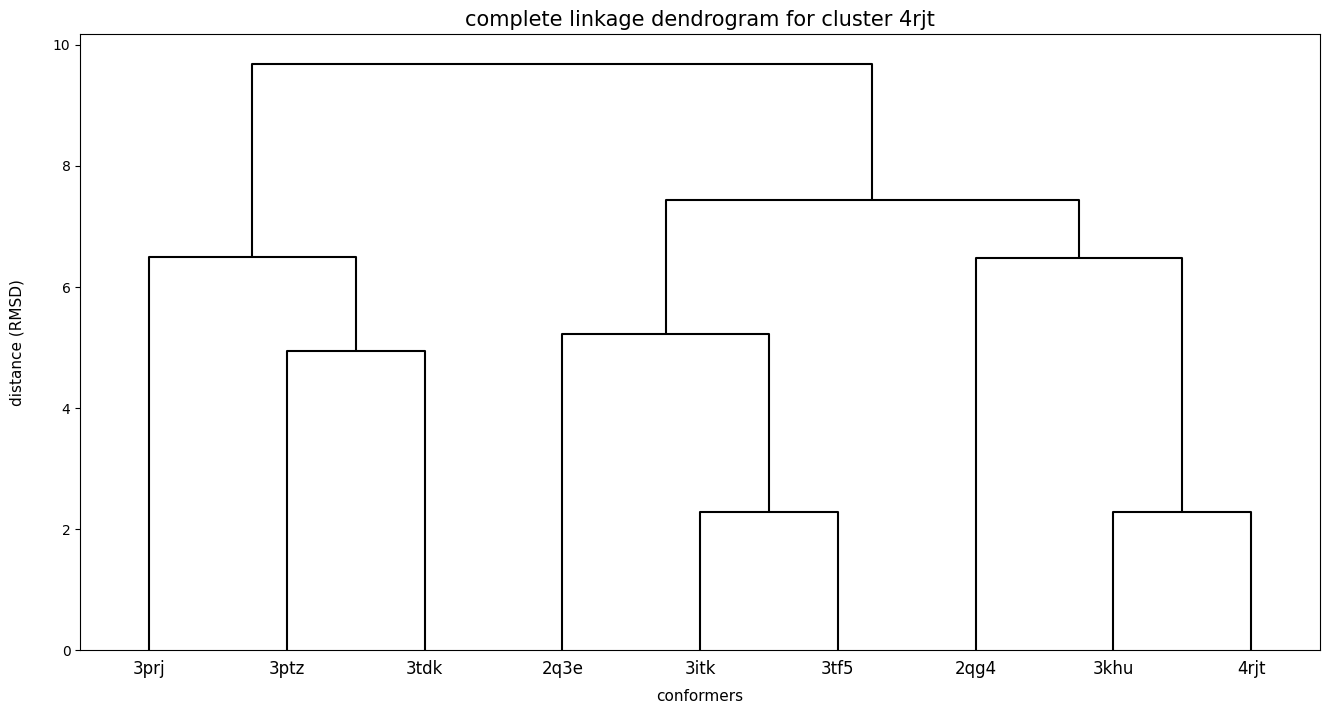 complete linkage dendrogram for cluster 4rjt
10
8
6
4
2
0
distance (RMSD)
3prj 3ptz 3tdk 2q3e 3itk 3tf5 2qg4 3khu 4rjt
conformers